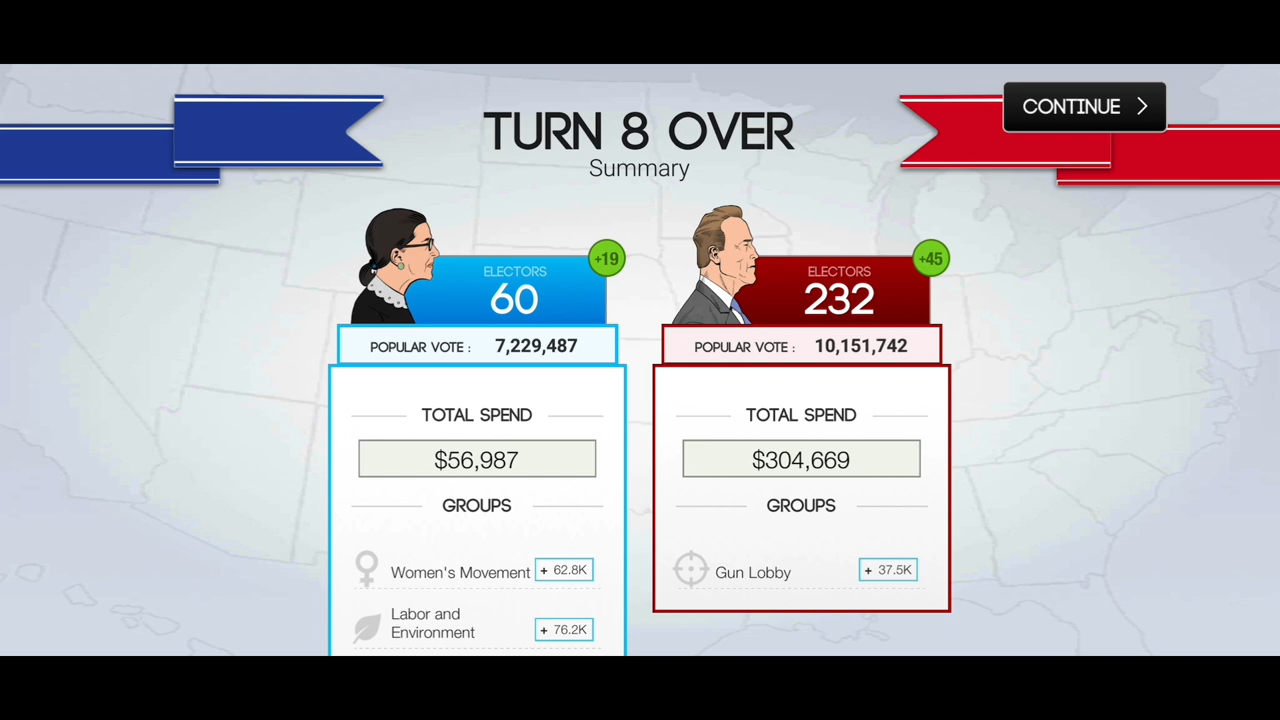 CONTINUE
TURN 8 OVER
Summary
+19
ELECTORS
60
POPULAR VOTE : 7,229,487
TOTAL SPEND
$56,987
GROUPS
Women's Movement + 62.8K
Labor and
Environment + 76.2K
+45
ELECTORS
232
POPULAR VOTE : 10,151,742
TOTAL SPEND
$304,669
GROUPS
Gun Lobby + 37.5K